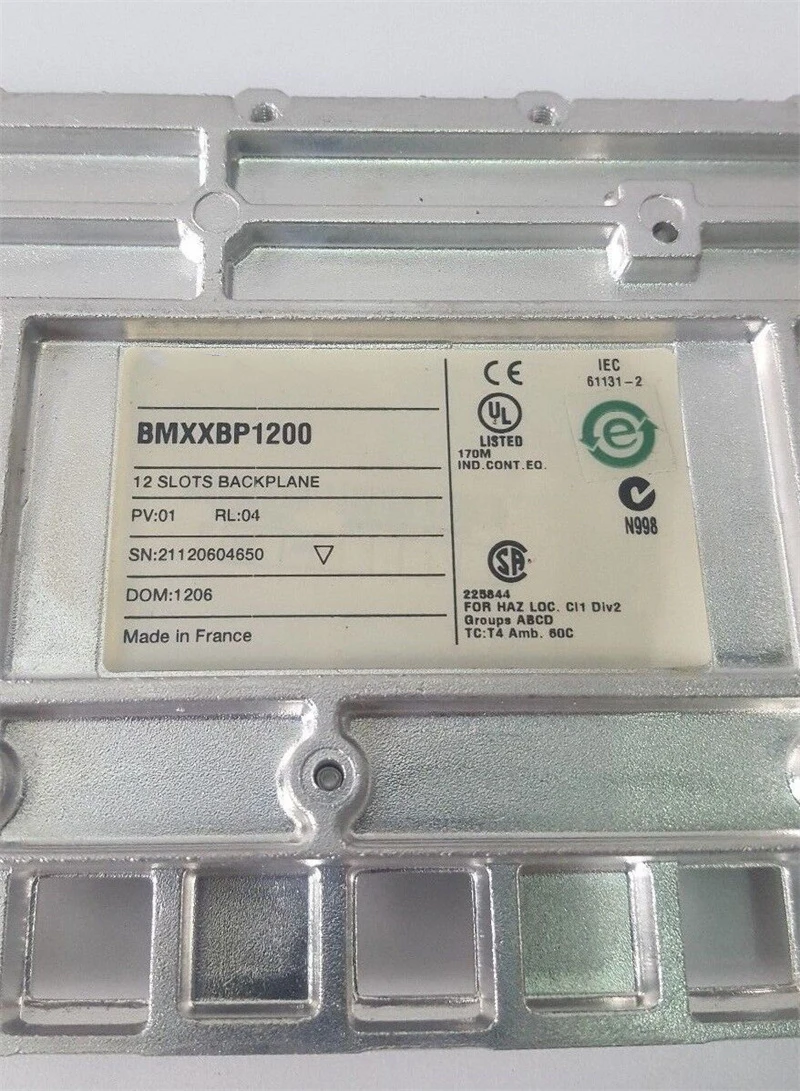 BMXXBP1200
12 SLOTS BACKPLANE
PV:01 RL:04
SN:21120604650
DOM:1206
Made in France
CE
UL
LISTED
170M
IND.CONT.EQ.
IEC
61131-2
e
N998
SA
225844
FOR HAZ LOC. Cl1 Div2
Groups ABCD
TC:T4 Amb. 60C